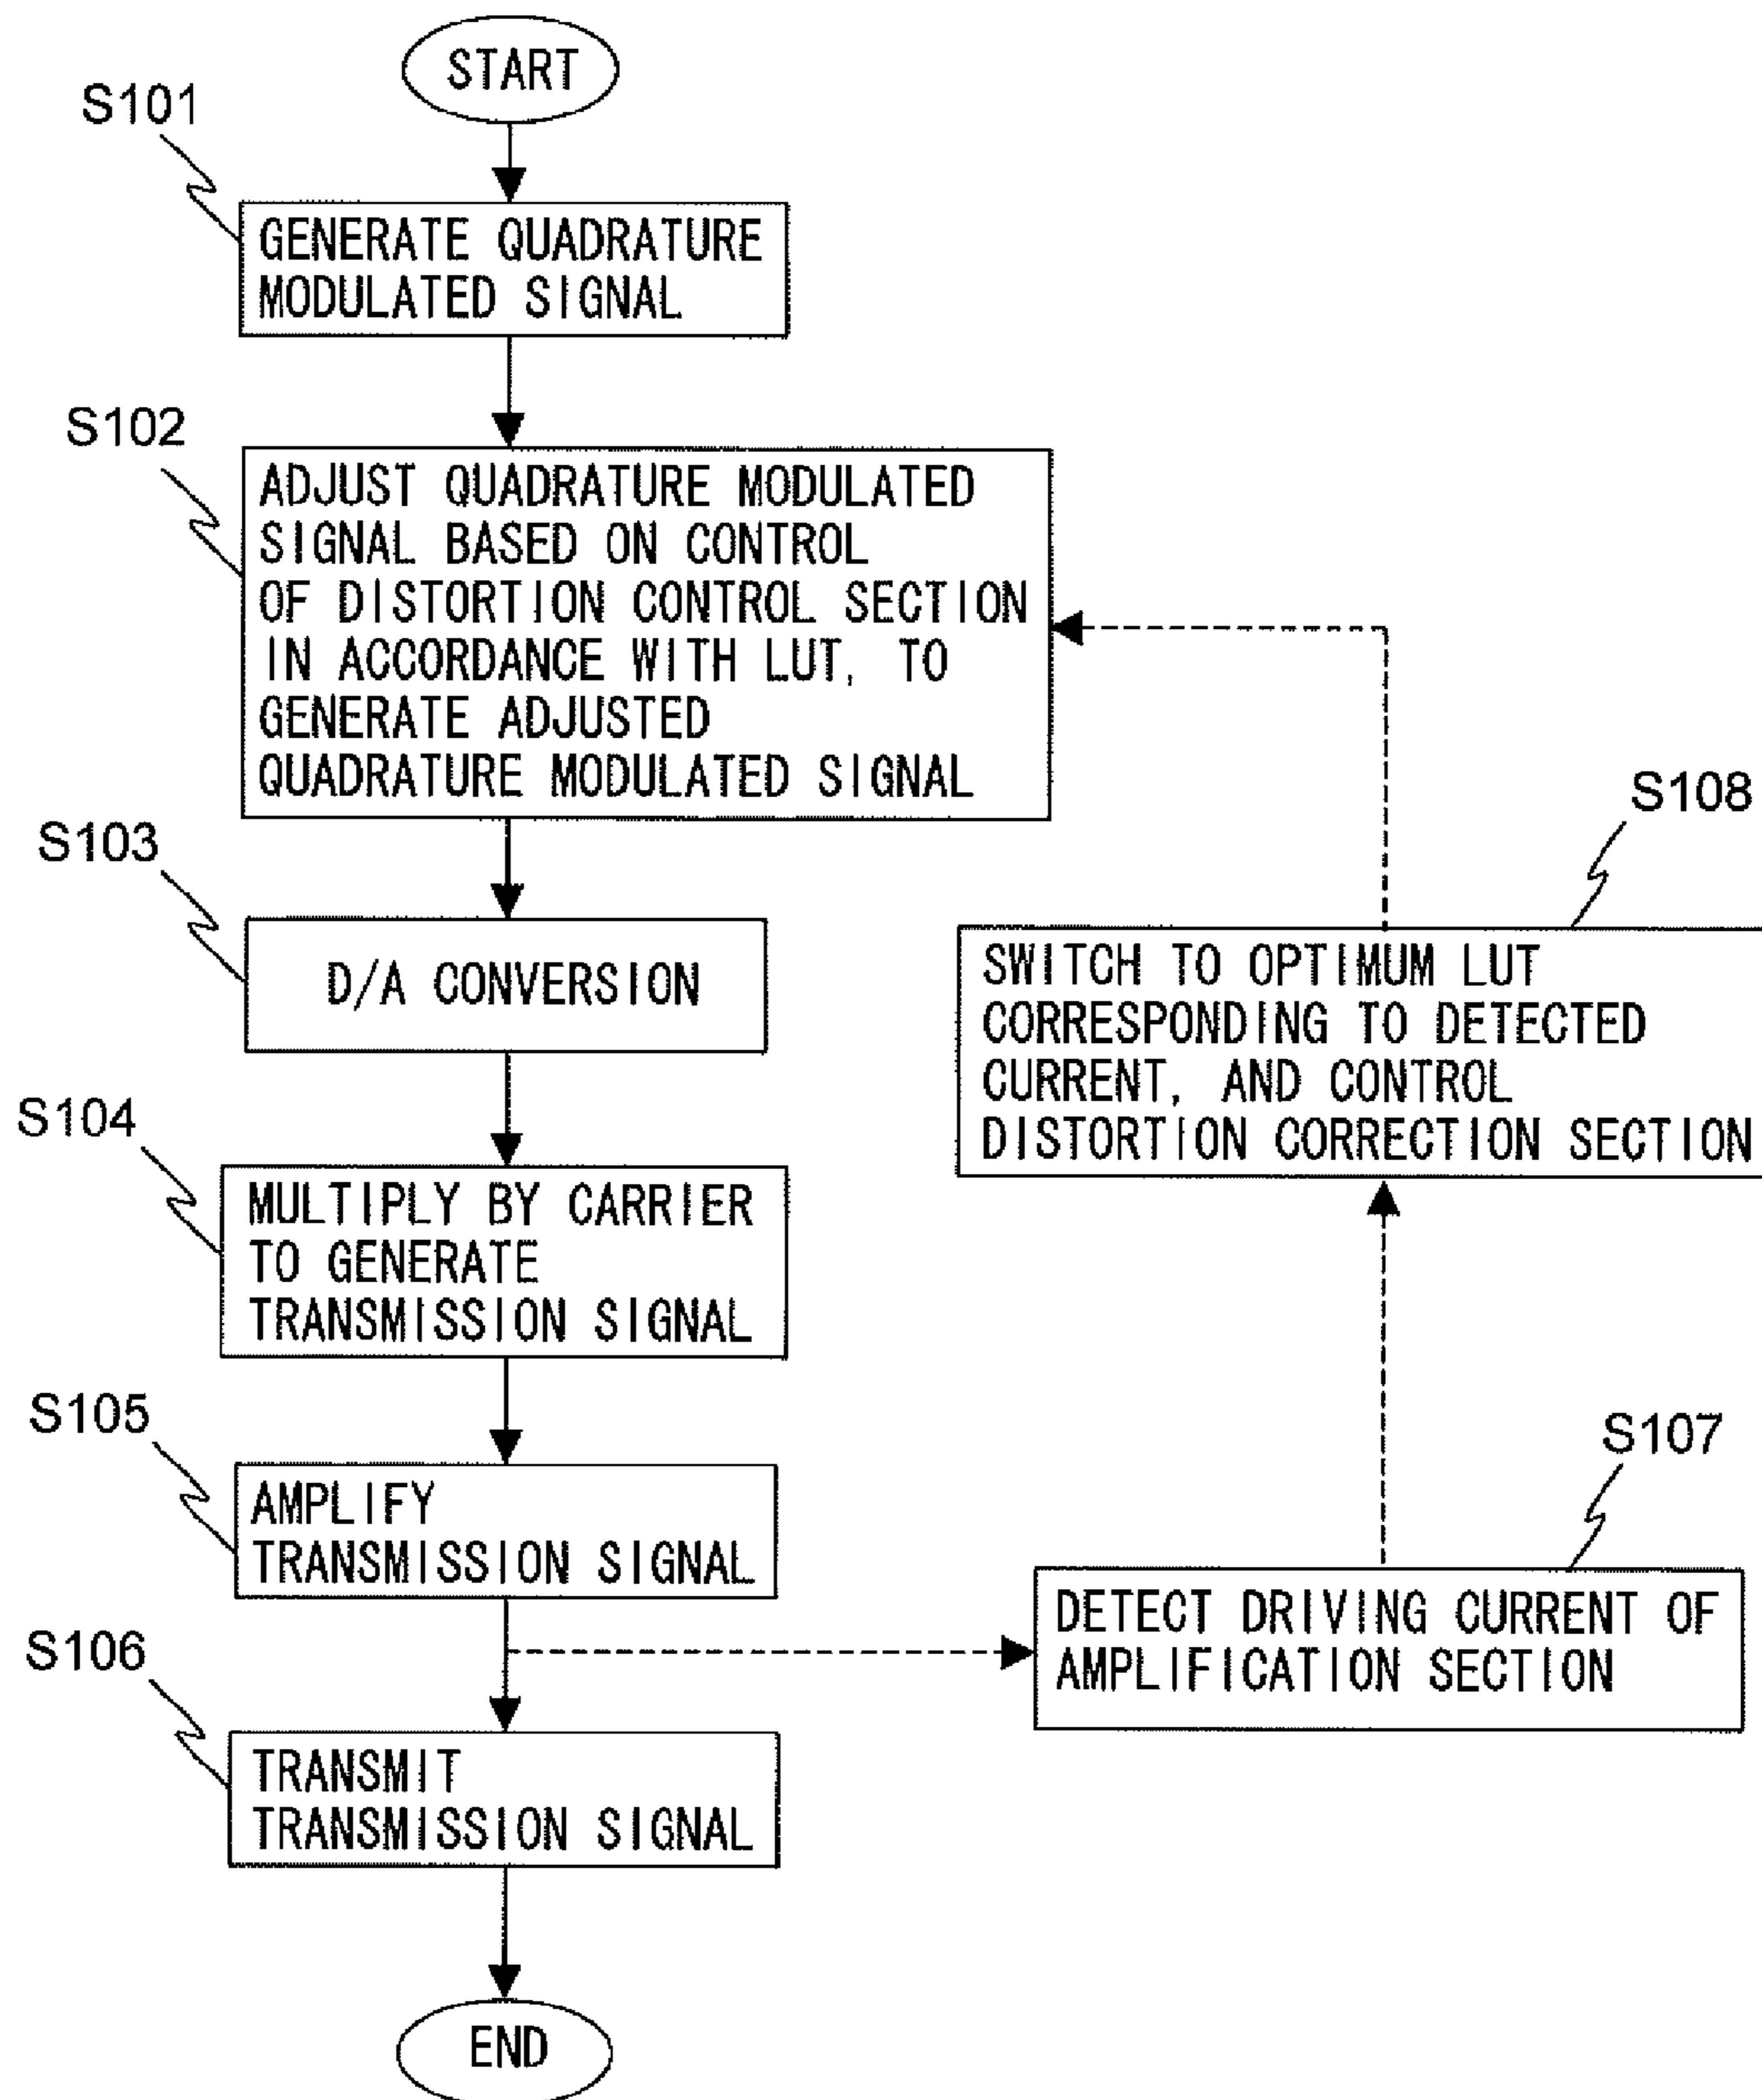 START
S101
GENERATE QUADRATURE
MODULATED SIGNAL
S102
ADJUST QUADRATURE MODULATED
SIGNAL BASED ON CONTROL
OF DISTORTION CONTROL SECTION
IN ACCORDANCE WITH LUT, TO
GENERATE ADJUSTED
QUADRATURE MODULATED SIGNAL
S103
D/A CONVERSION
S104
MULTIPLY BY CARRIER
TO GENERATE
TRANSMISSION SIGNAL
S105
AMPLIFY
TRANSMISSION SIGNAL
S106
TRANSMIT
TRANSMISSION SIGNAL
END
S108
SWITCH TO OPTIMUM LUT
CORRESPONDING TO DETECTED
CURRENT, AND CONTROL
DISTORTION CORRECTION SECTION
S107
DETECT DRIVING CURRENT OF
AMPLIFICATION SECTION